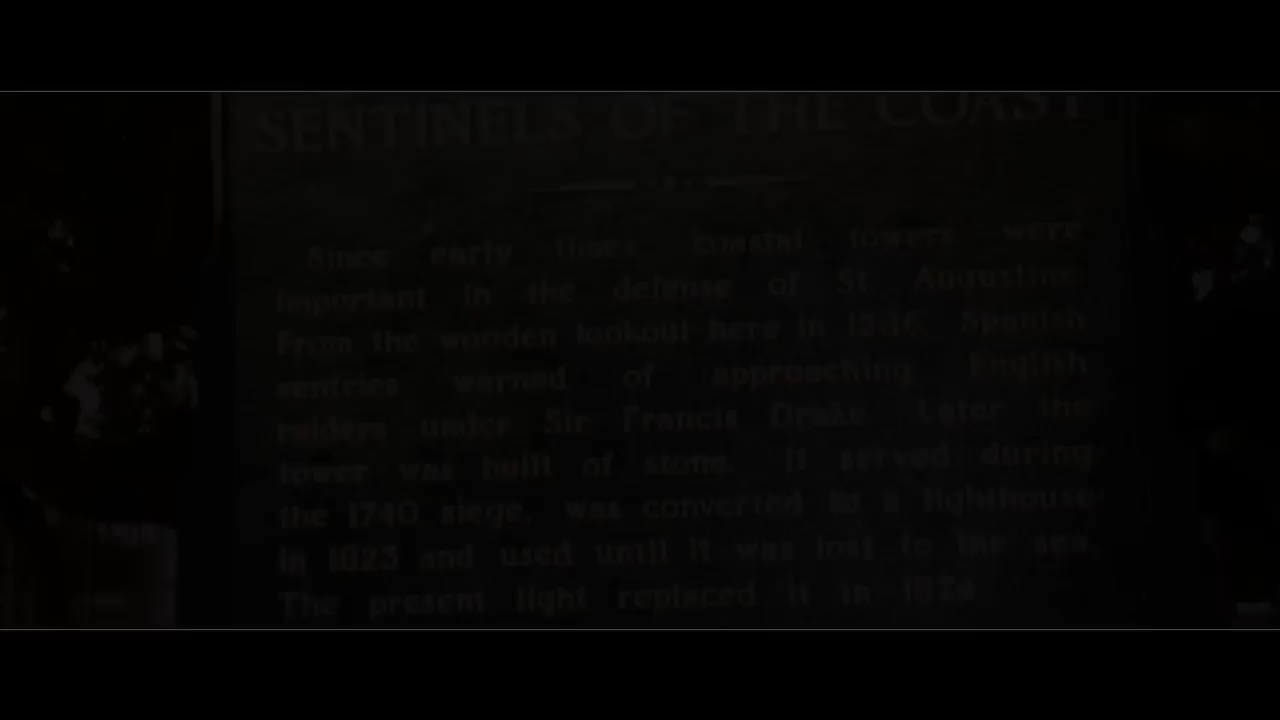 SENTINELS OF THE COAST
Since early times coastal towers were
important in the defense of St. Augustine.
From the wooden lookout here in 1586 Spanish
sentries warned of approaching English
raiders under Sir Francis Drake. Later the
tower was built of stone. It served during
the 1740 siege, was converted to a lighthouse
in 1823 and used until it was lost to the sea.
The present light replaced it in